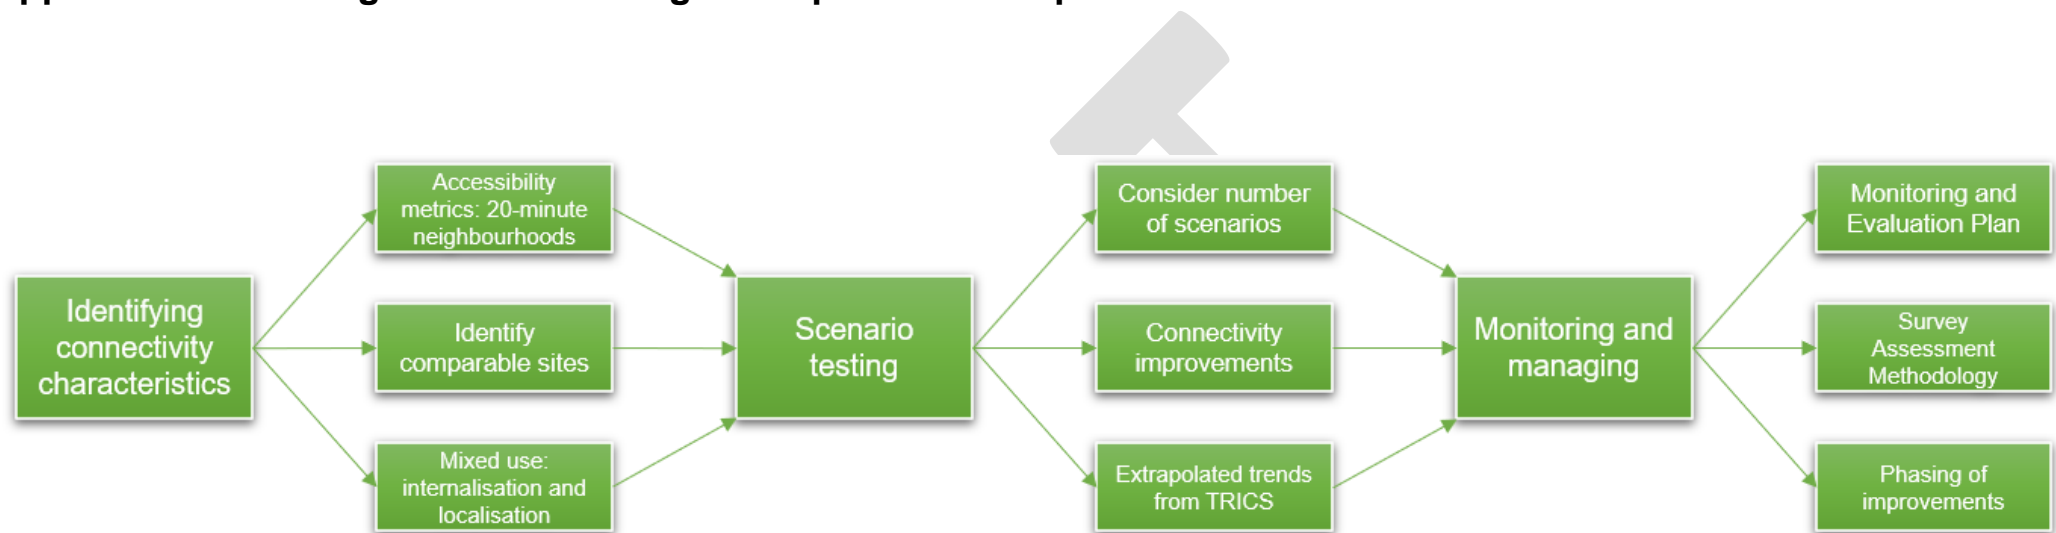 Identifying
connectivity
characteristics
Accessibility
metrics: 20-minute
neighbourhoods
Identify
comparable sites
Mixed use:
internalisation and
localisation
Scenario
testing
Consider number
of scenarios
Connectivity
improvements
Extrapolated trends
from TRICS
Monitoring and
managing
Monitoring and
Evaluation Plan
Survey
Assessment
Methodology
Phasing of
improvements